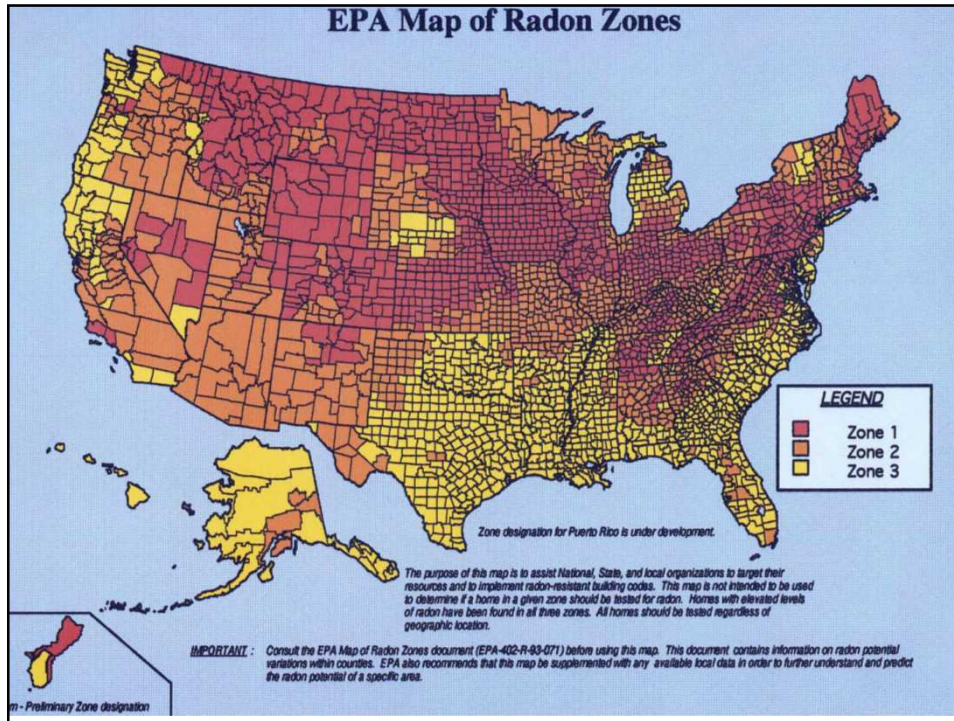 EPA Map of Radon Zones
LEGEND
Zone 1
Zone 2
Zone 3
Zone designation for Puerto Rico is under development.
The purpose of this map is to assist National, State, and local organizations to target their
resources and to implement radon-resistant building codes. This map is not intended to be used
to determine if a home in a given zone should be tested for radon. Homes with elevated levels
of radon have been found in all three zones. All homes should be tested regardless of
geographic location.
IMPORTANT : Consult the EPA Map of Radon Zones document (EPA-402-R-93-071) before using this map. This document contains information on radon potential
variations within counties. EPA also recommends that this map be supplemented with any available local data in order to further understand and predict
the radon potential of a specific area.
m - Preliminary Zone designation